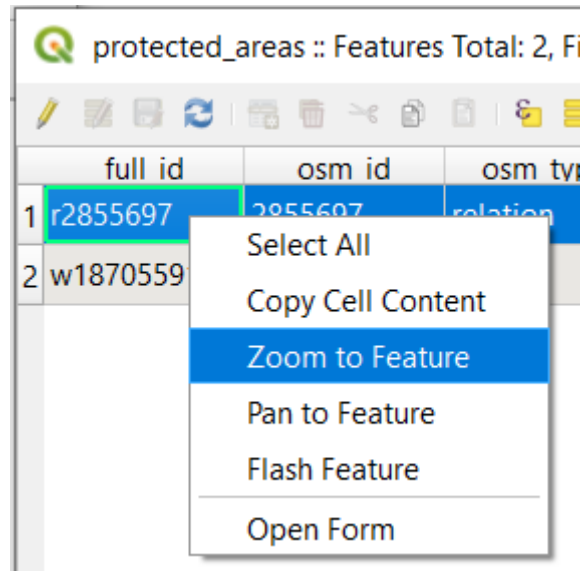 protected_areas :: Features Total: 2, Fi
full_id osm_id osm_typ
1 r2855697 2855697 relation
2 w1870559
Select All
Copy Cell Content
Zoom to Feature
Pan to Feature
Flash Feature
Open Form